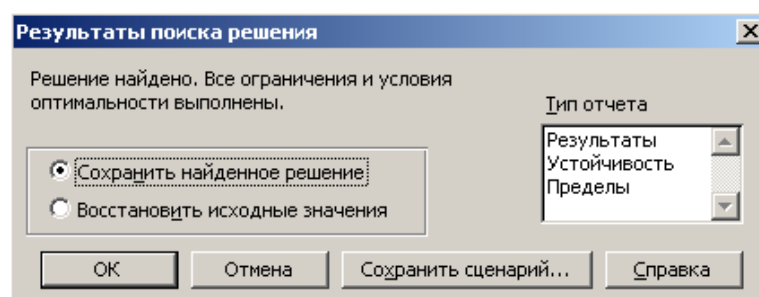 Результаты поиска решения
Решение найдено. Все ограничения и условия
оптимальности выполнены.
Тип отчета
Результаты
Устойчивость
Пределы
Сохранить найденное решение
Восстановить исходные значения
ОК
Отмена
Сохранить сценарий...
Справка